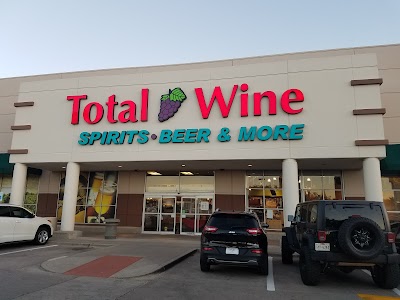 Total Wine
SPIRITS • BEER & MORE